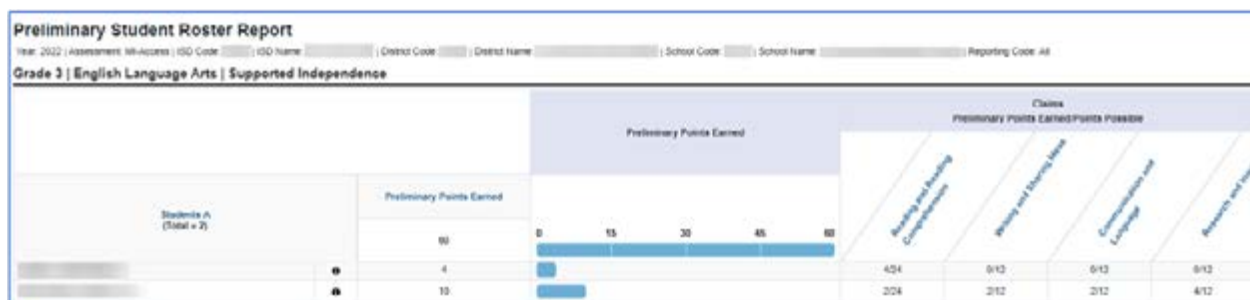 Preliminary Student Roster Report
Year: 2022 | Assessment: MI-Access | ISD Code: | ISD Name: | District Code: | District Name: | School Code: | School Name: | Reporting Code: All
Grade 3 | English Language Arts | Supported Independence
Claims
Preliminary Points Earned/Points Possible
Preliminary Points Earned
Reading and Reading Comprehension
Writing and Sharing Ideas
Communication and Language
Research and
Students
(Total = 2)
Preliminary Points Earned
60
0 15 30 45 60
4 4/24 0/12 0/12 0/12
10 2/24 2/12 2/12 4/12